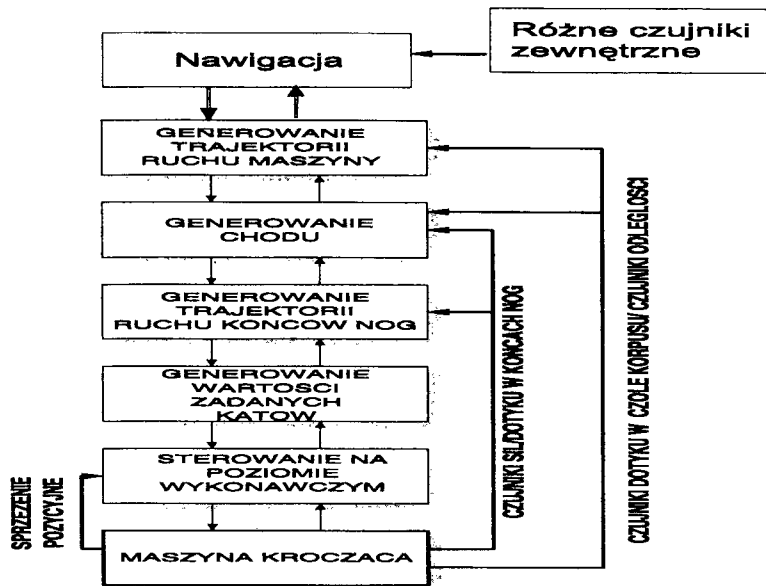 Różne czujniki
zewnętrzne
Nawigacja
GENEROWANIE
TRAJEKTORII
RUCHU MASZYNY
GENEROWANIE
CHODU
GENEROWANIE
TRAJEKTORII
RUCHU KONCOW NOG
GENEROWANIE
WARTOSCI
ZADANYCH
KATOW
STEROWANIE NA
POZIOMIE
WYKONAWCZYM
MASZYNA KROCZACA
SPRZEZENIE
POZYCYJNE
CZUJNIKI SIL/DOTYKU W KONCACH NOG
CZUJNIKI DOTYKU W CZOLE KORPUSU/ CZUJNIKI ODLEGLOSCI